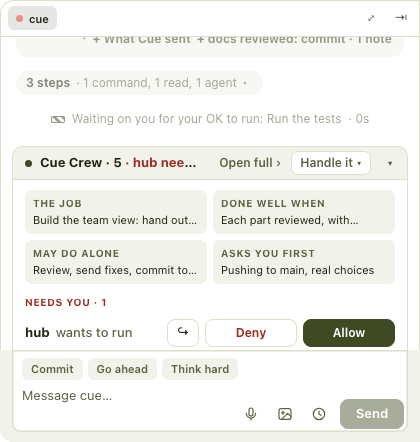 cue
+ What Cue sent + docs reviewed: commit · 1 note
3 steps · 1 command, 1 read, 1 agent ·
Waiting on you for your OK to run: Run the tests · 0s
Cue Crew · 5 · hub nee... Open full › Handle it ▾
THE JOB
Build the team view: hand out...
DONE WELL WHEN
Each part reviewed, with...
MAY DO ALONE
Review, send fixes, commit to...
ASKS YOU FIRST
Pushing to main, real choices
NEEDS YOU · 1
hub wants to run Deny Allow
Commit Go ahead Think hard
Message cue...
Send